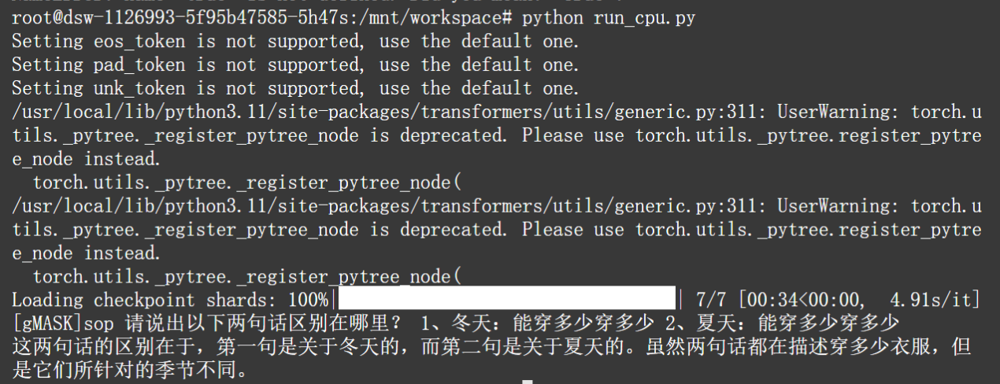 root@dsw-1126993-5f95b47585-5h47s:/mnt/workspace# python run_cpu.py
Setting eos_token is not supported, use the default one.
Setting pad_token is not supported, use the default one.
Setting unk_token is not supported, use the default one.
/usr/local/lib/python3.11/site-packages/transformers/utils/generic.py:311: UserWarning: torch.u
tils._pytree._register_pytree_node is deprecated. Please use torch.utils._pytree.register_pytre
e_node instead.
  torch.utils._pytree._register_pytree_node(
/usr/local/lib/python3.11/site-packages/transformers/utils/generic.py:311: UserWarning: torch.u
tils._pytree._register_pytree_node is deprecated. Please use torch.utils._pytree.register_pytre
e_node instead.
  torch.utils._pytree._register_pytree_node(
Loading checkpoint shards: 100%| | 7/7 [00:34<00:00,  4.91s/it]
[gMASK]sop 请说出以下两句话区别在哪里? 1、冬天：能穿多少穿多少 2、夏天：能穿多少穿多少
这两句话的区别在于，第一句是关于冬天的，而第二句是关于夏天的。虽然两句话都在描述穿多少衣服，但
是它们所针对的季节不同。